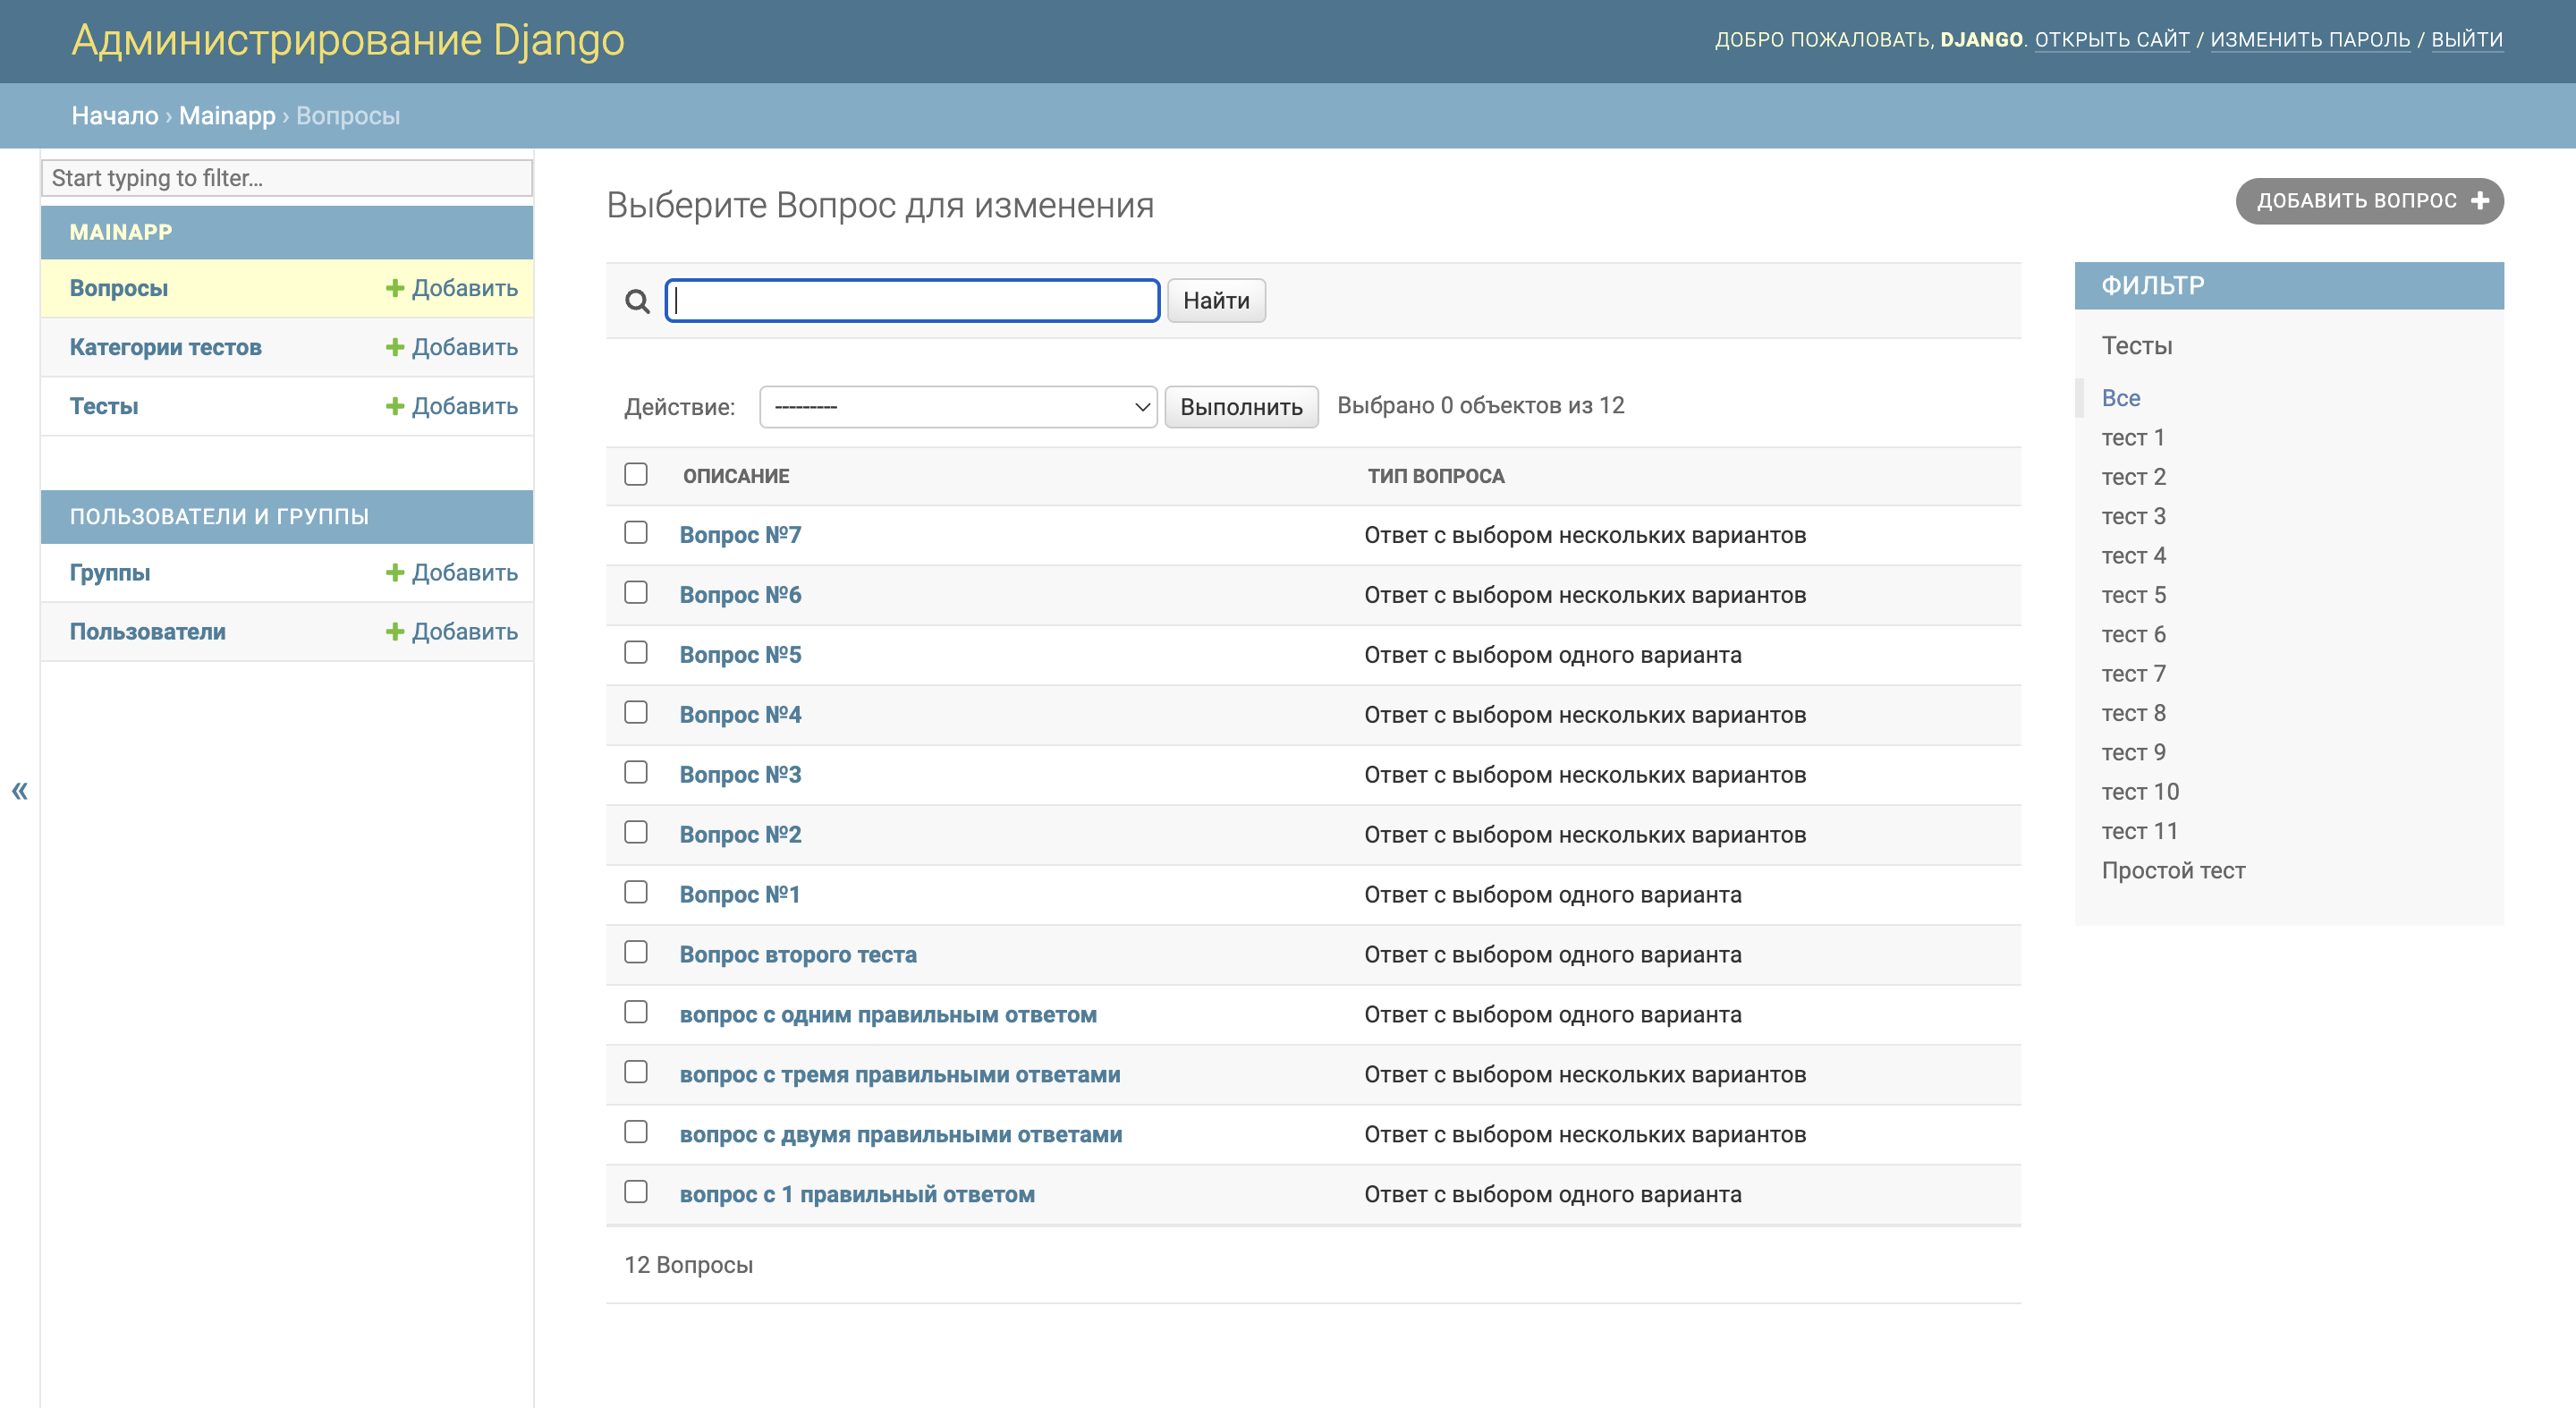 Администрирование Django
ДОБРО ПОЖАЛОВАТЬ, DJANGO. ОТКРЫТЬ САЙТ / ИЗМЕНИТЬ ПАРОЛЬ / ВЫЙТИ
Начало › Mainapp › Вопросы
Start typing to filter...
MAINAPP
Вопросы Добавить
Категории тестов Добавить
Тесты Добавить
ПОЛЬЗОВАТЕЛИ И ГРУППЫ
Группы Добавить
Пользователи Добавить
«
Выберите Вопрос для изменения
ДОБАВИТЬ ВОПРОС +
Найти
Действие: --------- Выполнить Выбрано 0 объектов из 12
ОПИСАНИЕ ТИП ВОПРОСА
Вопрос №7 Ответ с выбором нескольких вариантов
Вопрос №6 Ответ с выбором нескольких вариантов
Вопрос №5 Ответ с выбором одного варианта
Вопрос №4 Ответ с выбором нескольких вариантов
Вопрос №3 Ответ с выбором нескольких вариантов
Вопрос №2 Ответ с выбором нескольких вариантов
Вопрос №1 Ответ с выбором одного варианта
Вопрос второго теста Ответ с выбором одного варианта
вопрос с одним правильным ответом Ответ с выбором одного варианта
вопрос с тремя правильными ответами Ответ с выбором нескольких вариантов
вопрос с двумя правильными ответами Ответ с выбором нескольких вариантов
вопрос с 1 правильный ответом Ответ с выбором одного варианта
12 Вопросы
ФИЛЬТР
Тесты
Все
тест 1
тест 2
тест 3
тест 4
тест 5
тест 6
тест 7
тест 8
тест 9
тест 10
тест 11
Простой тест